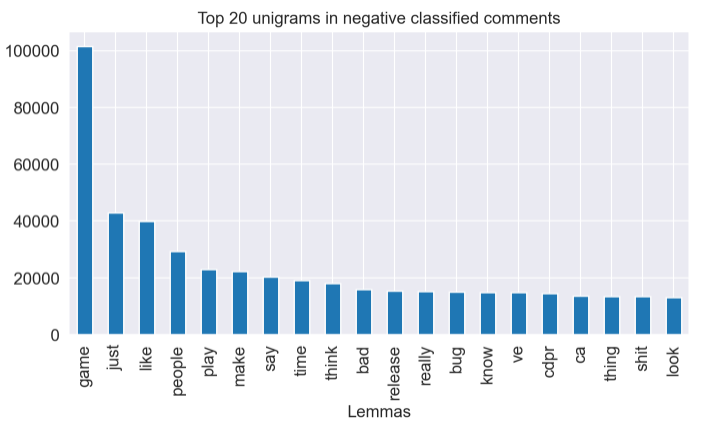 Top 20 unigrams in negative classified comments
100000
80000
60000
40000
20000
0
game
just
like
people
play
make
say
time
think
bad
release
really
bug
know
ve
cdpr
ca
thing
shit
look
Lemmas